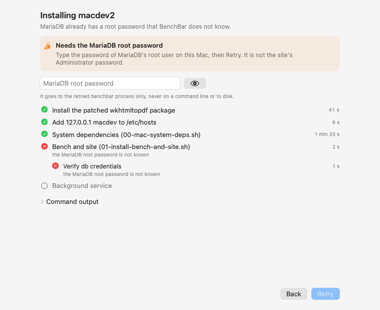 Installing macdev2
MariaDB already has a root password that BenchBar does not know.
Needs the MariaDB root password
Type the password of MariaDB's root user on this Mac, then Retry. It is not the site's
Administrator password.
MariaDB root password
It goes to the retried benchbar process only, never on a command line or to disk.
Install the patched wkhtmltopdf package 41 s
Add 127.0.0.1 macdev to /etc/hosts 6 s
System dependencies (00-mac-system-deps.sh) 1 min 35 s
Bench and site (01-install-bench-and-site.sh) 2 s
the MariaDB root password is not known
Verify db credentials 1 s
the MariaDB root password is not known
Background service
Command output
Back Retry